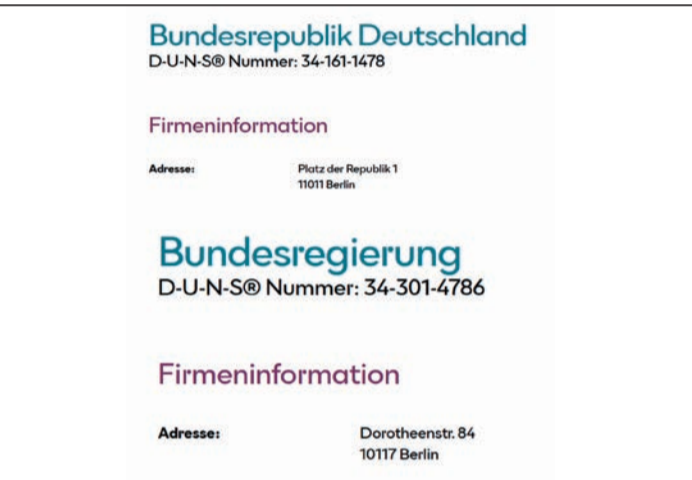 Bundesrepublik Deutschland
D-U-N-S® Nummer: 34-161-1478
Firmeninformation
Adresse: Platz der Republik 1
11011 Berlin
Bundesregierung
D-U-N-S® Nummer: 34-301-4786
Firmeninformation
Adresse: Dorotheenstr. 84
10117 Berlin